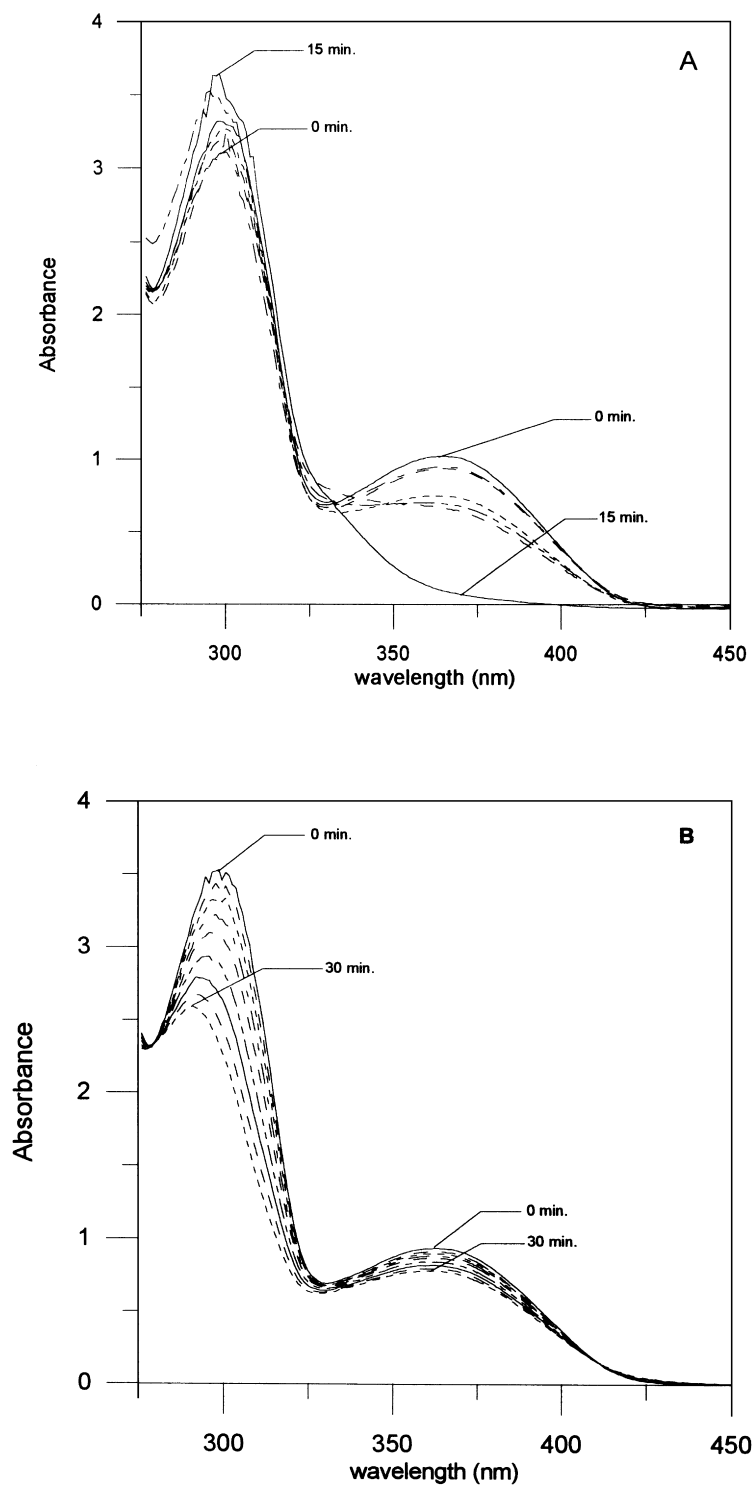 4
15 min.
A
0 min.
3
Absorbance
2
0 min.
1
15 min.
0
300
350
400
450
wavelength (nm)
4
0 min.
B
3
30 min.
Absorbance
2
0 min.
1
30 min.
0
300
350
400
450
wavelength (nm)